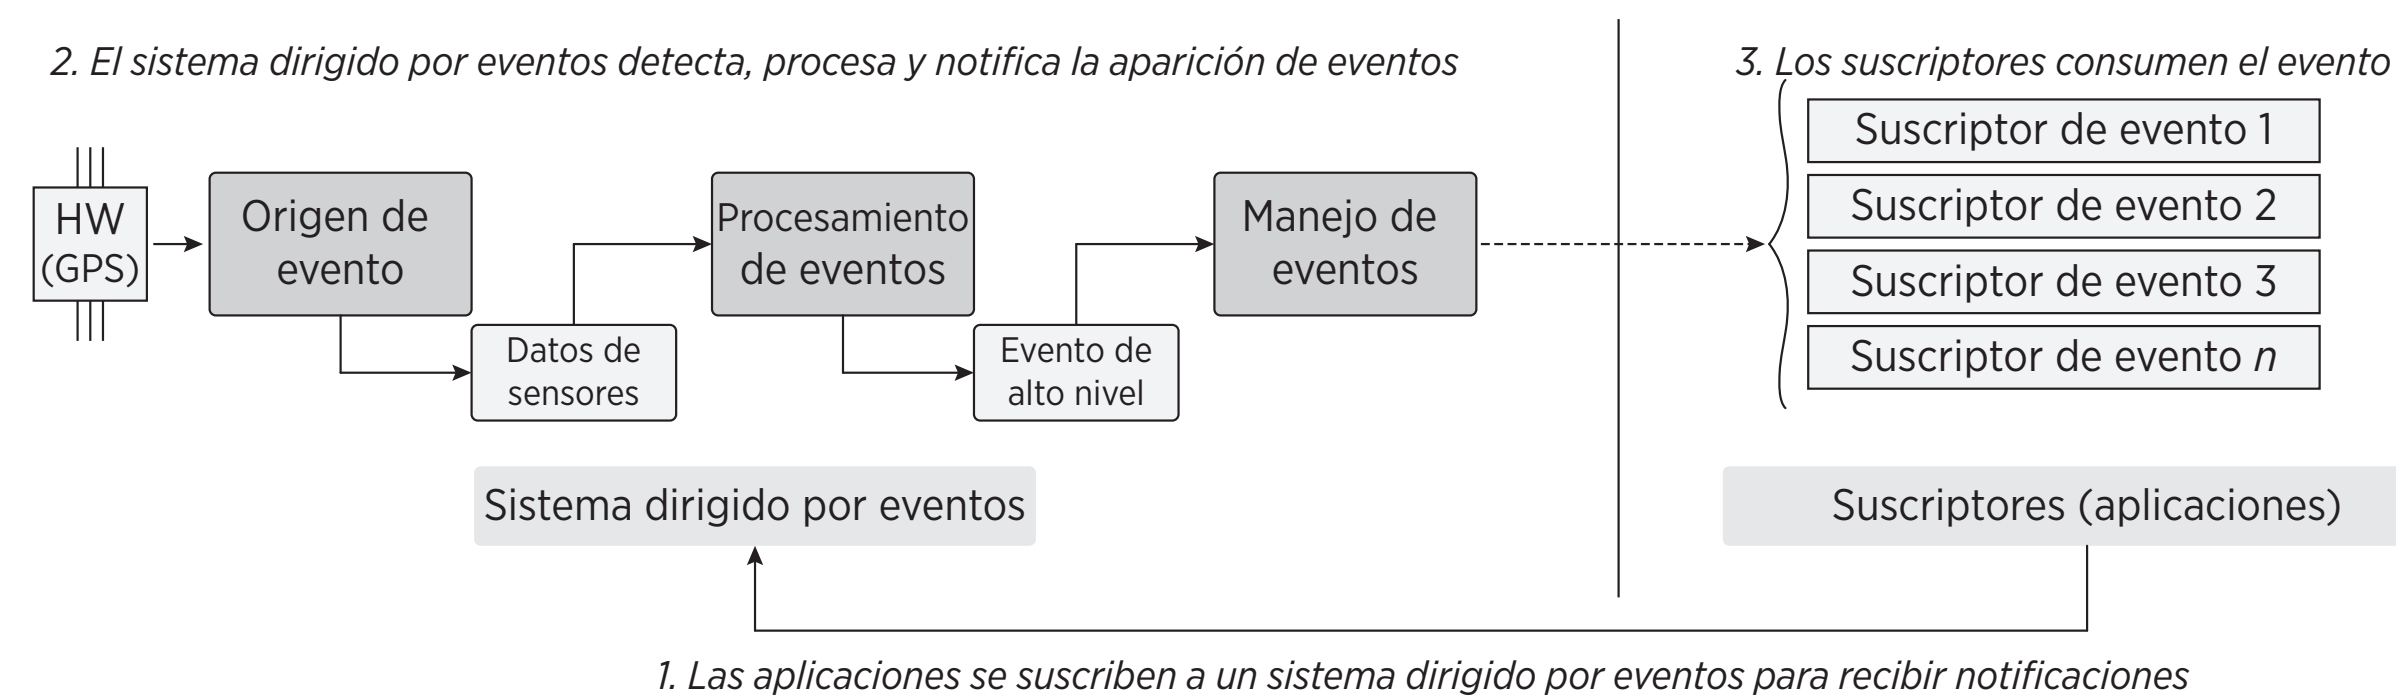 2. El sistema dirigido por eventos detecta, procesa y notifica la aparición de eventos
3. Los suscriptores consumen el evento
HW
(GPS)
Origen de
evento
Datos de
sensores
Procesamiento
de eventos
Evento de
alto nivel
Manejo de
eventos
Suscriptor de evento 1
Suscriptor de evento 2
Suscriptor de evento 3
Suscriptor de evento n
Sistema dirigido por eventos
Suscriptores (aplicaciones)
1. Las aplicaciones se suscriben a un sistema dirigido por eventos para recibir notificaciones